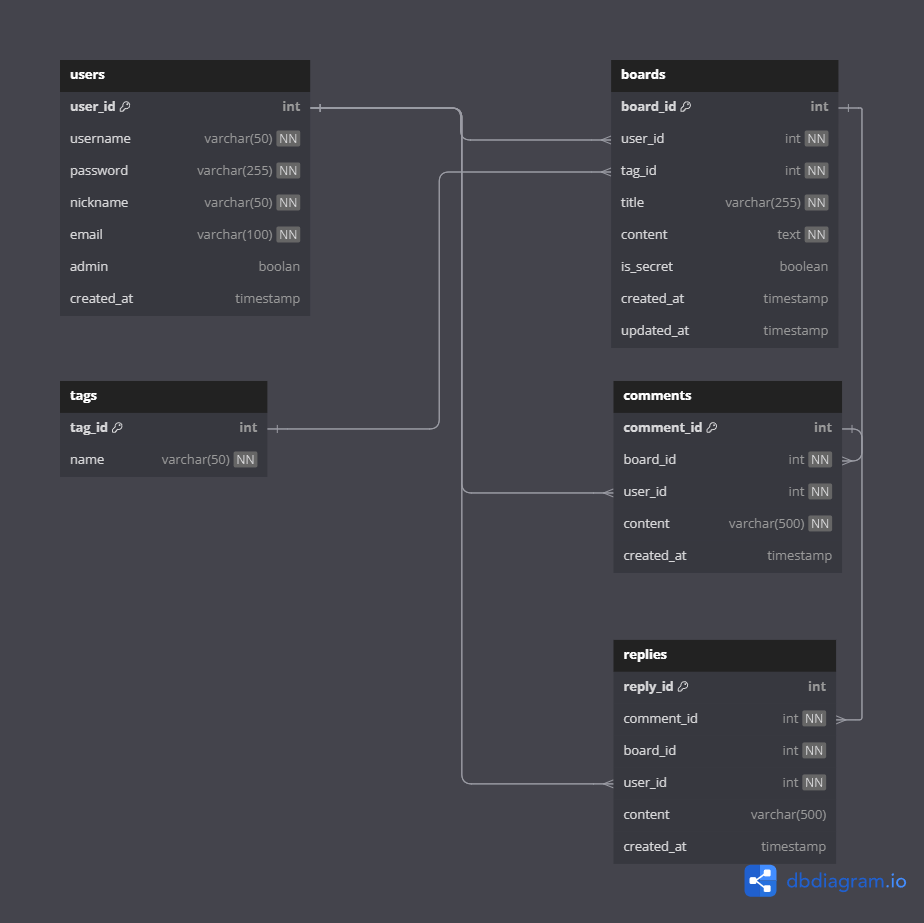 users
user_id int
username varchar(50) NN
password varchar(255) NN
nickname varchar(50) NN
email varchar(100) NN
admin boolan
created_at timestamp
tags
tag_id int
name varchar(50) NN
boards
board_id int
user_id int NN
tag_id int NN
title varchar(255) NN
content text NN
is_secret boolean
created_at timestamp
updated_at timestamp
comments
comment_id int
board_id int NN
user_id int NN
content varchar(500) NN
created_at timestamp
replies
reply_id int
comment_id int NN
board_id int NN
user_id int NN
content varchar(500)
created_at timestamp
dbdiagram.io